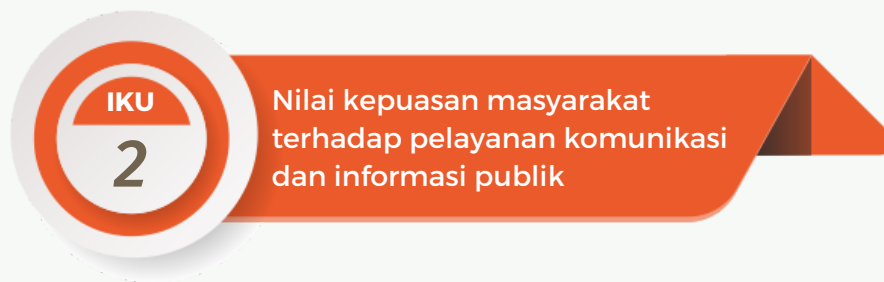 IKU
2
Nilai kepuasan masyarakat
terhadap pelayanan komunikasi
dan informasi publik